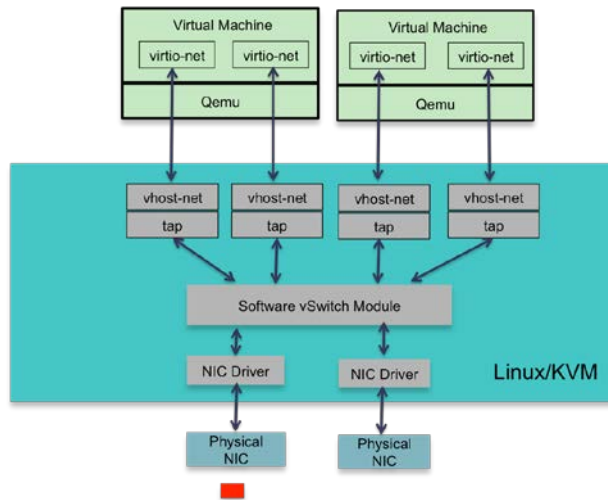 Virtual Machine
Virtual Machine
virtio-net
virtio-net
virtio-net
virtio-net
Qemu
Qemu
vhost-net
vhost-net
vhost-net
vhost-net
tap
tap
tap
tap
Software vSwitch Module
NIC Driver
NIC Driver
Linux/KVM
Physical
NIC
Physical
NIC